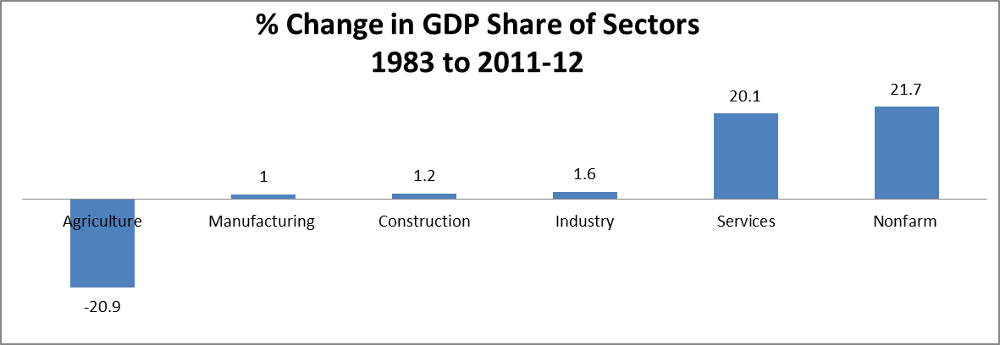 % Change in GDP Share of Sectors
1983 to 2011-12
21.7
20.1
1.6
1.2
1
Agriculture Manufacturing Construction Industry Services Nonfarm
-20.9